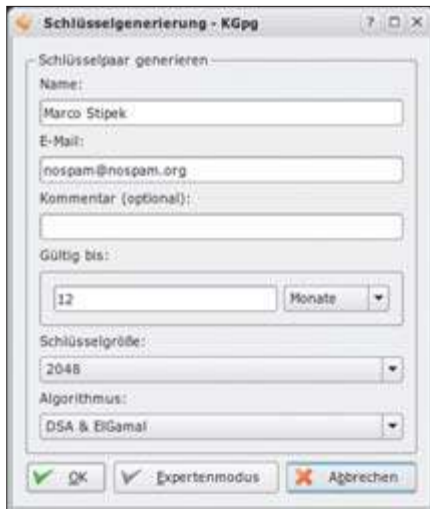 Schlüsselgenerierung - KGpg
Schlüsselpaar generieren
Name:
Marco Stipek
E-Mail:
nospam@nospam.org
Kommentar (optional):
Gültig bis:
12 Monate
Schlüsselgröße:
2048
Algorithmus:
DSA & ElGamal
OK Expertenmodus Abbrechen